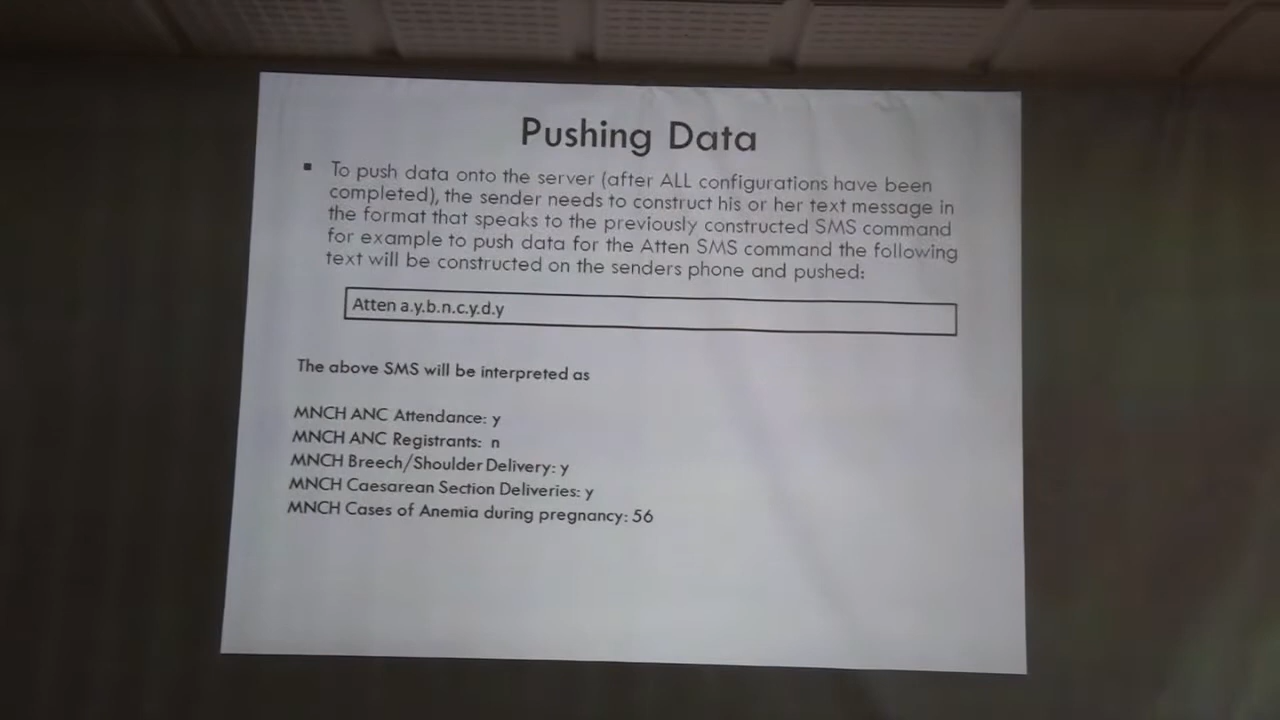 Pushing Data
▪ To push data onto the server (after ALL configurations have been
completed), the sender needs to construct his or her text message in
the format that speaks to the previously constructed SMS command
for example to push data for the Atten SMS command the following
text will be constructed on the senders phone and pushed:
Atten a.y.b.n.c.y.d.y
The above SMS will be interpreted as
MNCH ANC Attendance: y
MNCH ANC Registrants: n
MNCH Breech/Shoulder Delivery: y
MNCH Caesarean Section Deliveries: y
MNCH Cases of Anemia during pregnancy: 56